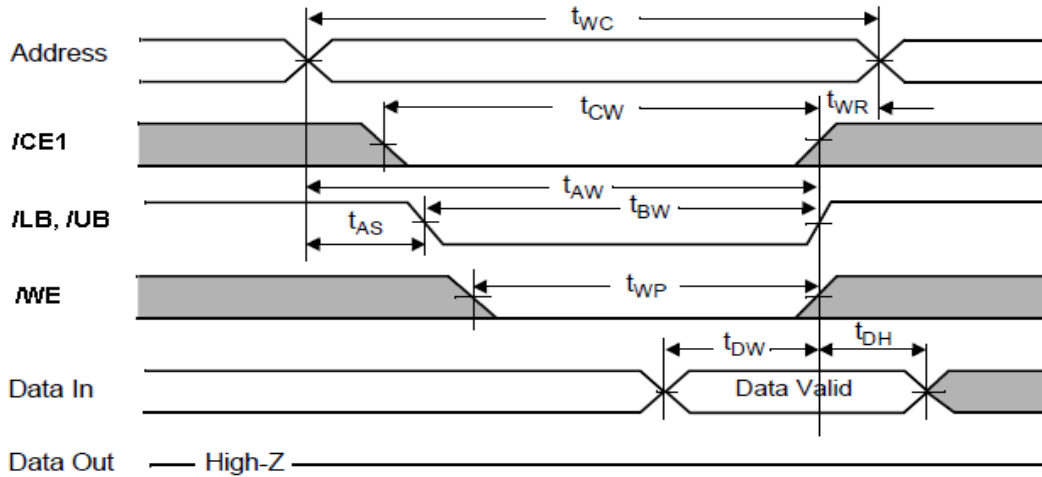 tWC
Address
tCW
tWR
/CE1
tAW
/LB, /UB
tBW
tAS
/WE
tWP
tDW
tDH
Data In
Data Valid
Data Out
High-Z